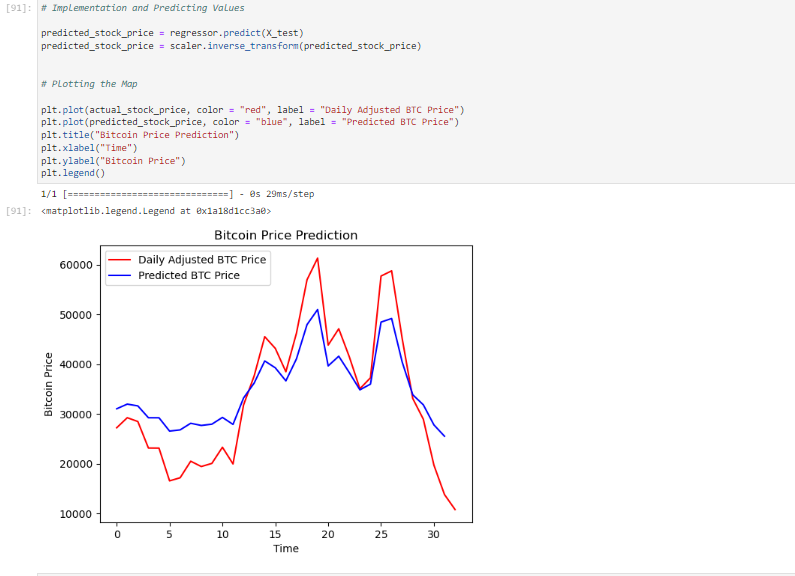 [91]: # Implementation and Predicting Values
predicted_stock_price = regressor.predict(X_test)
predicted_stock_price = scaler.inverse_transform(predicted_stock_price)
# Plotting the Map
plt.plot(actual_stock_price, color = "red", label = "Daily Adjusted BTC Price")
plt.plot(predicted_stock_price, color = "blue", label = "Predicted BTC Price")
plt.title("Bitcoin Price Prediction")
plt.xlabel("Time")
plt.ylabel("Bitcoin Price")
plt.legend()
1/1 [==============================] - 0s 29ms/step
[91]: <matplotlib.legend.Legend at 0x1a18d1cc3a0>
Bitcoin Price Prediction
Daily Adjusted BTC Price
Predicted BTC Price
60000
50000
40000
30000
20000
10000
Bitcoin Price
0 5 10 15 20 25 30
Time